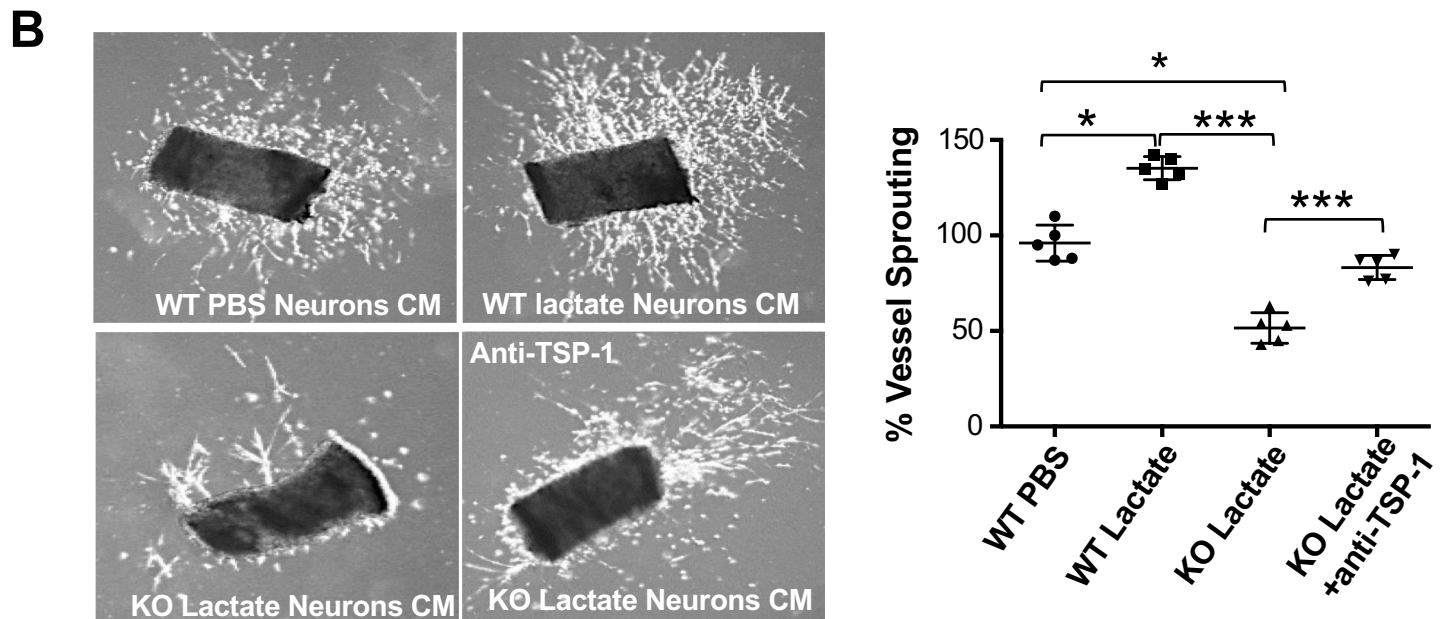 B
WT PBS Neurons CM
WT lactate Neurons CM
KO Lactate Neurons CM
Anti-TSP-1
KO Lactate Neurons CM
% Vessel Sprouting
150
100
50
0
*
*
***
***
WT PBS
WT Lactate
KO Lactate
KO Lactate
+anti-TSP-1